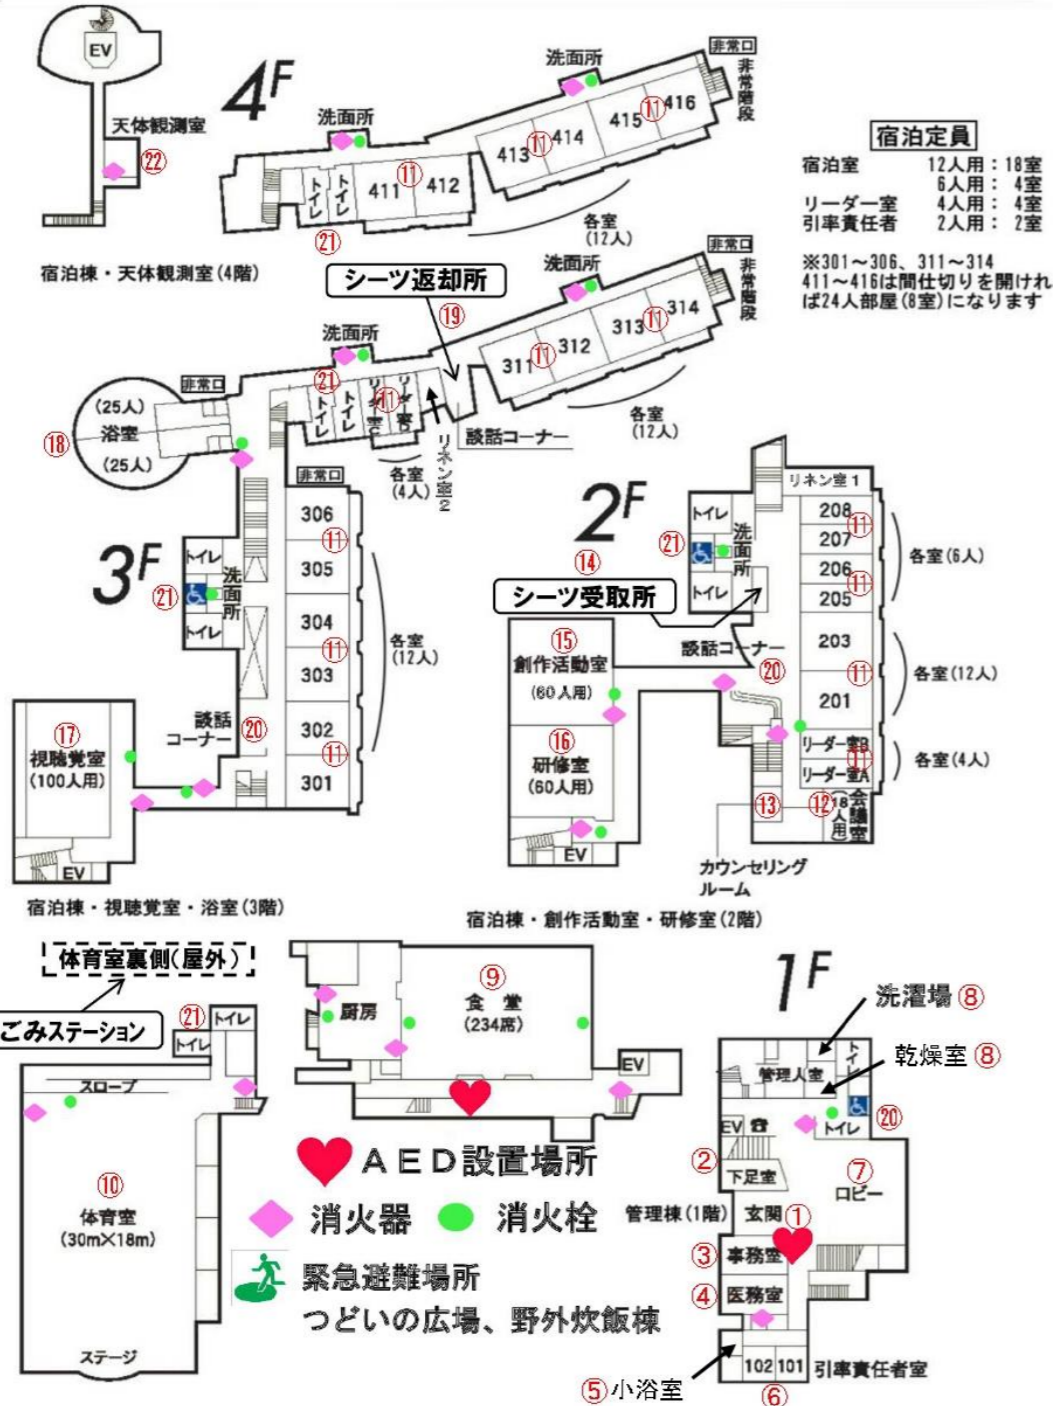 EV
天体観測室
㉒
宿泊棟・天体観測室(4階)
4F
洗面所
洗面所
非常口
非常階段
トイレ
トイレ
411
⑪
412
413
⑪
414
415
⑪
416
㉑
各室
(12人)
宿泊定員
宿泊室 12人用:18室
6人用: 4室
リーダー室 4人用: 4室
引率責任者 2人用: 2室
※301~306、311~314
411~416は間仕切りを開けれ
ば24人部屋(8室)になります
シーツ返却所
⑲
洗面所
洗面所
非常口
非常階段
311
⑪
312
313
⑪
314
各室
(12人)
談話コーナー
㉑
トイレ
トイレ
⑪
リネン室2
各室
(4人)
非常口
(25人)
⑱
浴室
(25人)
3F
非常口
306
⑪
305
304
⑪
303
302
⑪
301
各室
(12人)
トイレ
洗面所
㉑
トイレ
談話
コーナー
⑳
⑰
視聴覚室
(100人用)
EV
宿泊棟・視聴覚室・浴室(3階)
2F
⑭
シーツ受取所
リネン室1
208
⑪
207
206
⑪
205
203
⑪
201
リーダー室B
⑪
リーダー室A
各室(6人)
各室(12人)
各室(4人)
トイレ
洗面所
㉑
トイレ
談話コーナー
⑳
⑮
創作活動室
(60人用)
⑯
研修室
(60人用)
EV
⑬
⑫
会議室
(18人用)
カウンセリング
ルーム
宿泊棟・創作活動室・研修室(2階)
体育室裏側(屋外)
ごみステーション
㉑
トイレ
トイレ
スロープ
⑩
体育室
(30m×18m)
ステージ
厨房
⑨
食堂
(234席)
EV
AED設置場所
消火器
消火栓
緊急避難場所
つどいの広場、野外炊飯棟
1F
洗濯場⑧
乾燥室⑧
管理人室
トイレ
トイレ
⑳
EV
②
下足室
⑦
ロビー
管理棟(1階)
玄関
①
③
事務室
④
医務室
⑤小浴室
102
101
引率責任者室
⑥